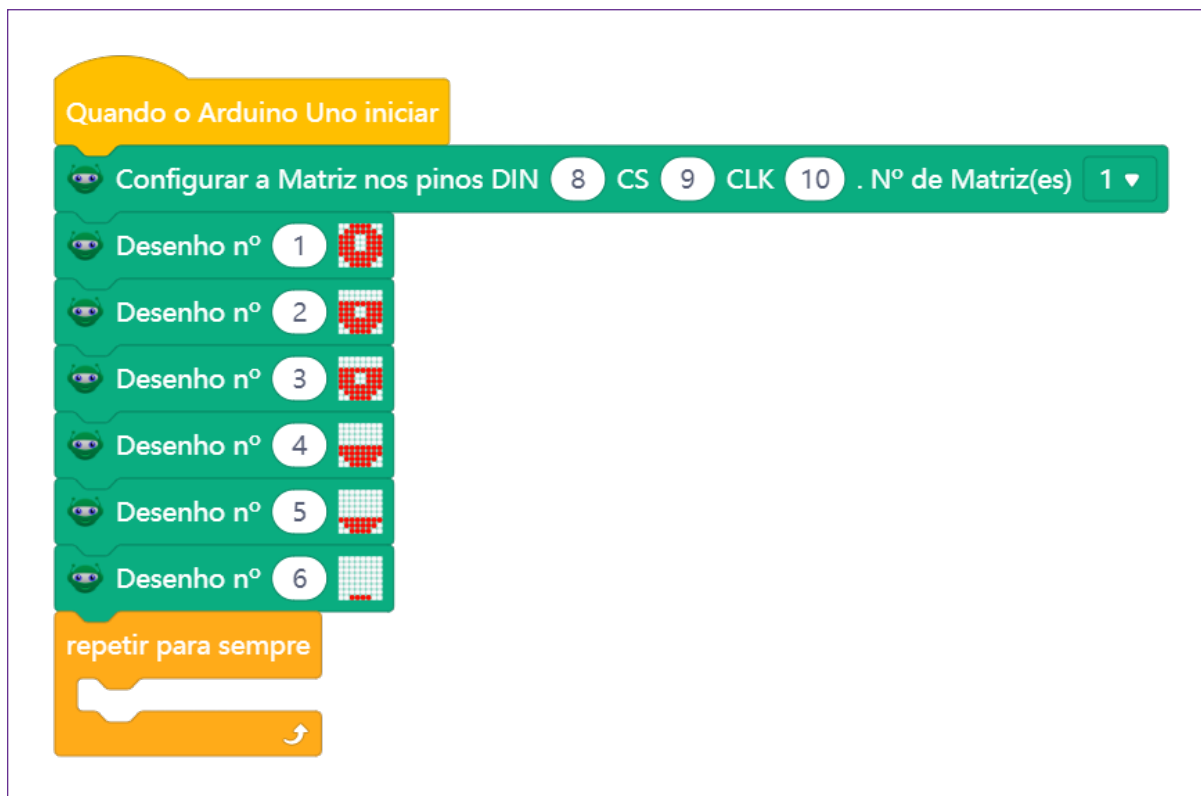 Quando o Arduino Uno iniciar
Configurar a Matriz nos pinos DIN 8 CS 9 CLK 10 . Nº de Matriz(es) 1
Desenho nº 1
Desenho nº 2
Desenho nº 3
Desenho nº 4
Desenho nº 5
Desenho nº 6
repetir para sempre